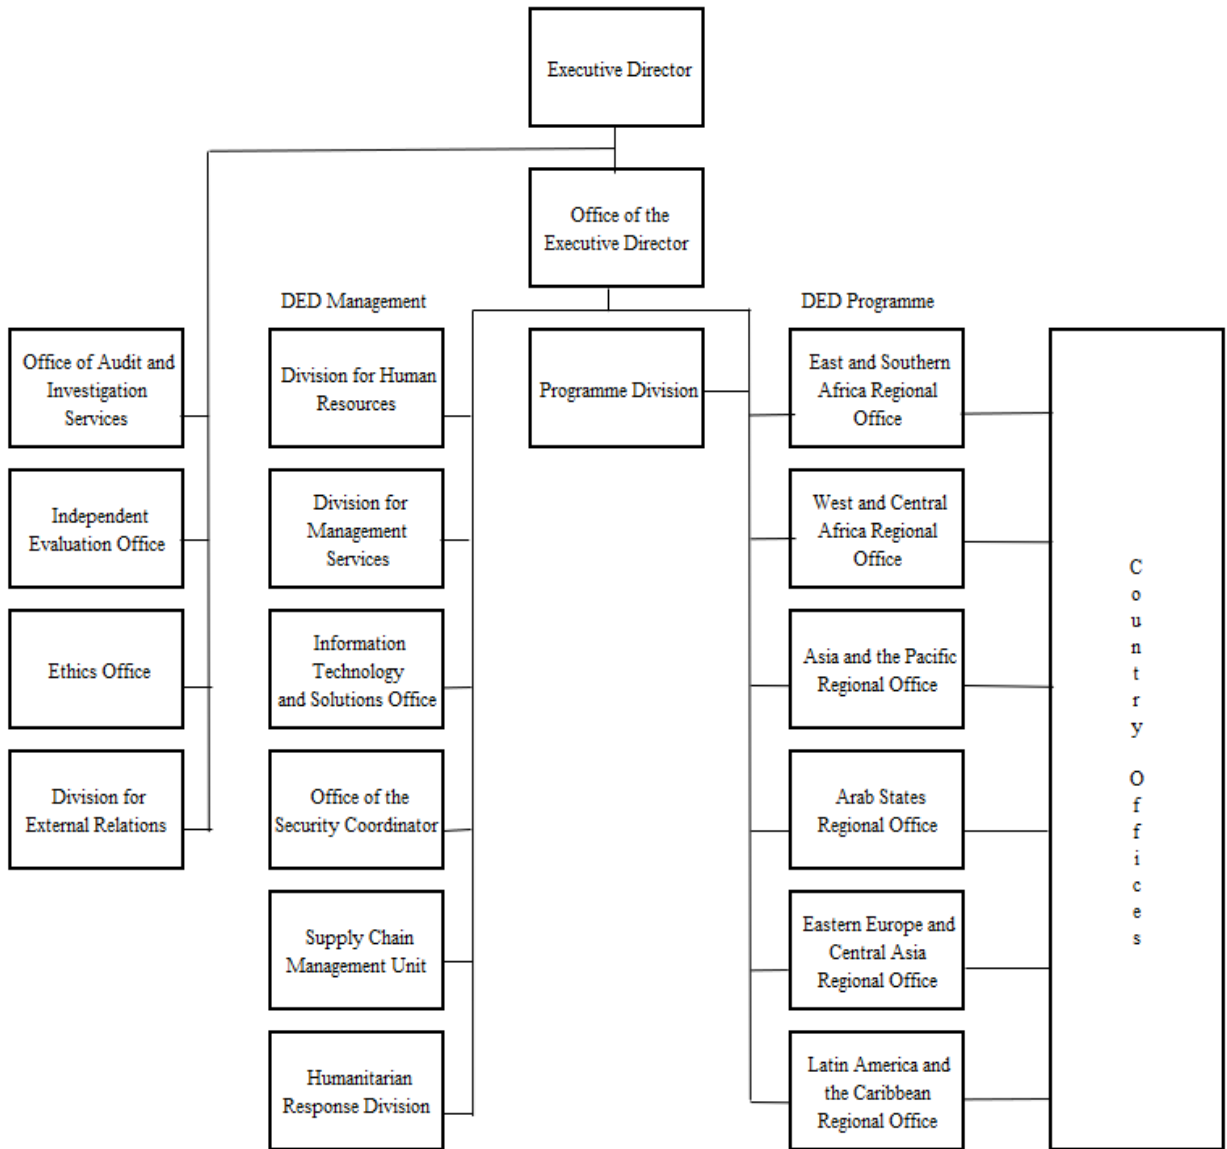 Executive Director
Office of the
Executive Director
DED Management
DED Programme
Office of Audit and
Investigation
Services
Independent
Evaluation Office
Ethics Office
Division for
External Relations
Division for Human
Resources
Division for
Management
Services
Information
Technology
and Solutions Office
Office of the
Security Coordinator
Supply Chain
Management Unit
Humanitarian
Response Division
Programme Division
East and Southern
Africa Regional
Office
West and Central
Africa Regional
Office
Asia and the Pacific
Regional Office
Arab States
Regional Office
Eastern Europe and
Central Asia
Regional Office
Latin America and
the Caribbean
Regional Office
Country Offices